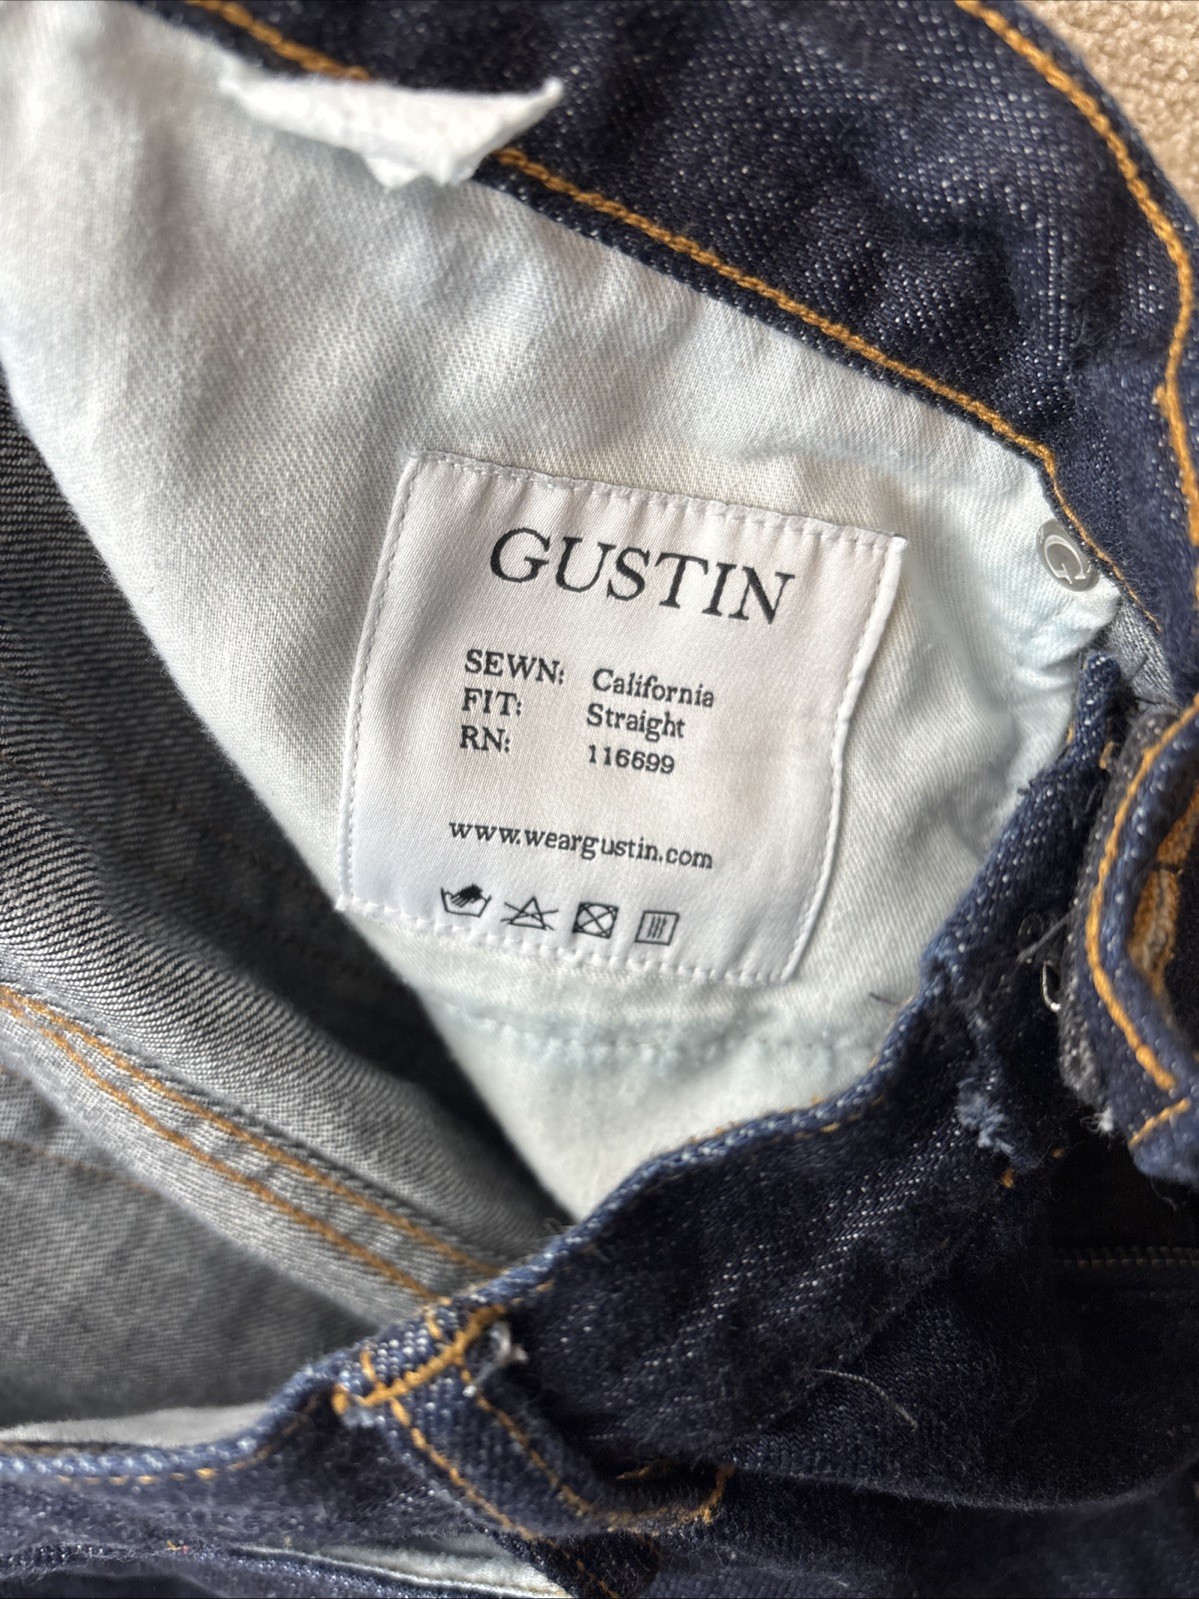 GUSTIN
SEWN: California
FIT: Straight
RN: 116699
www.weargustin.com
G